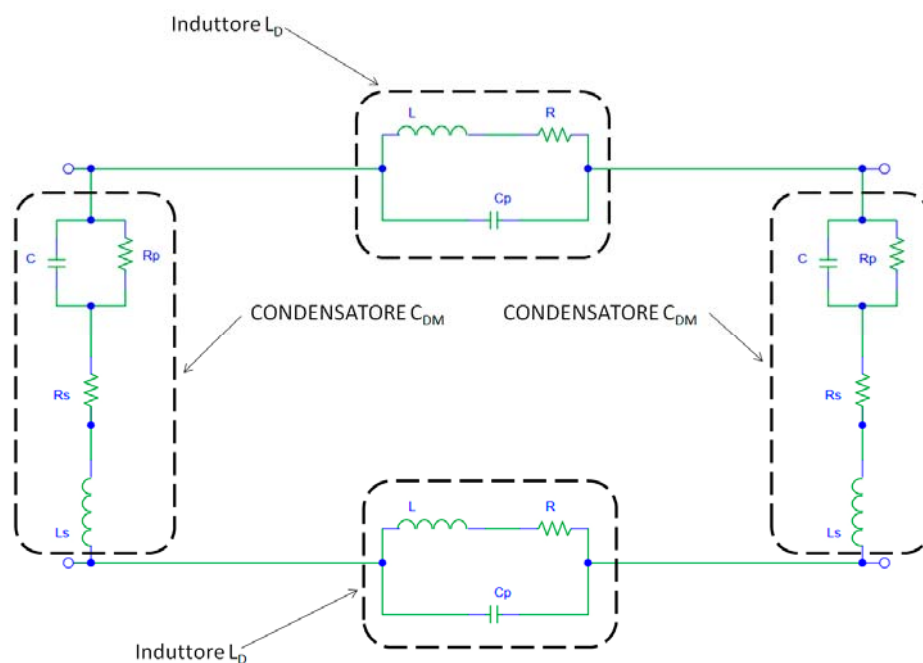 Induttore LD
L R
Cp
C Rp
C Rp
CONDENSATORE CDM
CONDENSATORE CDM
Rs
Rs
L R
Ls
Ls
Cp
Induttore LD